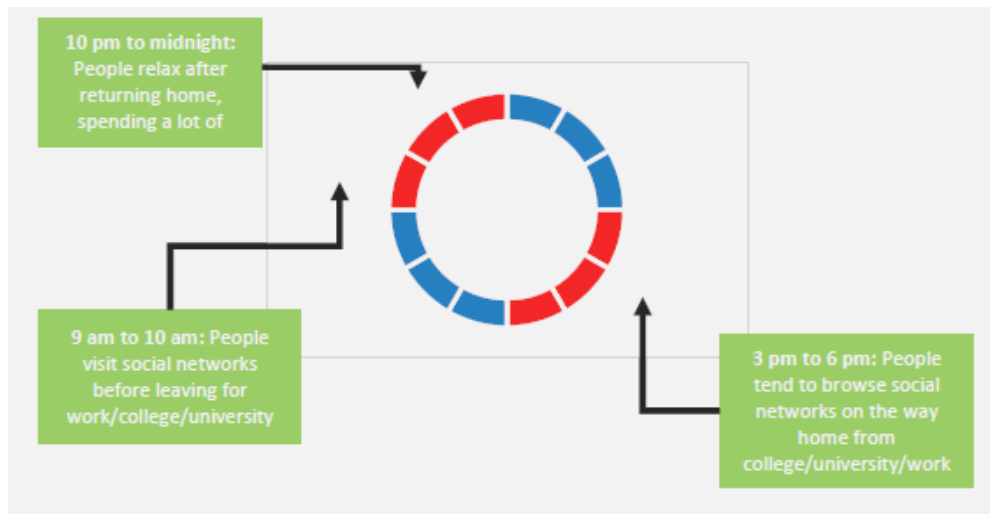 10 pm to midnight:
People relax after
returning home,
spending a lot of
9 am to 10 am: People
visit social networks
before leaving for
work/college/university
3 pm to 6 pm: People
tend to browse social
networks on the way
home from
college/university/work